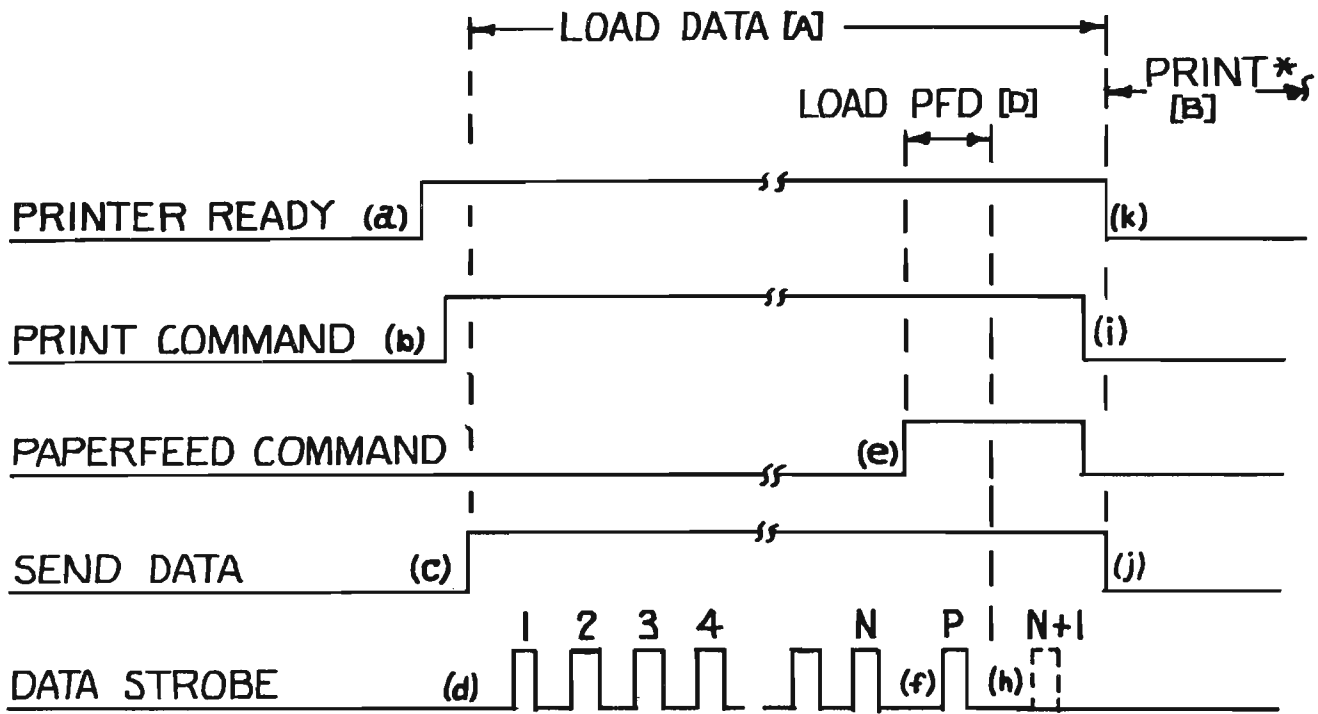 LOAD DATA [A]
PRINT*
[B]
LOAD PFD [D]
PRINTER READY (a)
(k)
PRINT COMMAND (b)
(i)
PAPERFEED COMMAND
(e)
SEND DATA (c)
(j)
1 2 3 4 N P N+1
DATA STROBE (d)
(f) (h)